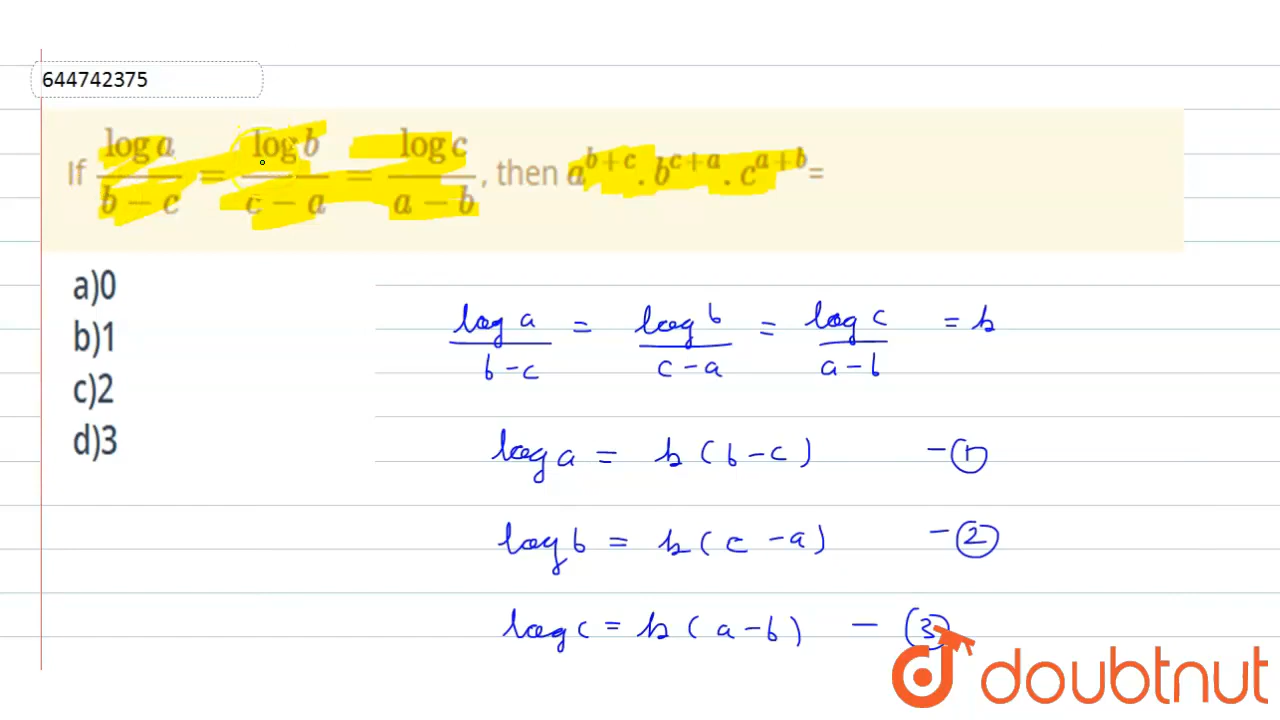 644742375
If log a / b − c = log b / c − a = log c / a − b, then a^{b+c} . b^{c+a} . c^{a+b} =
a)0
b)1
c)2
d)3
log a / b − c = log b / c − a = log c / a − b = k
log a = k (b − c) − ①
log b = k (c − a) − ②
log c = k (a − b) − ③
doubtnut